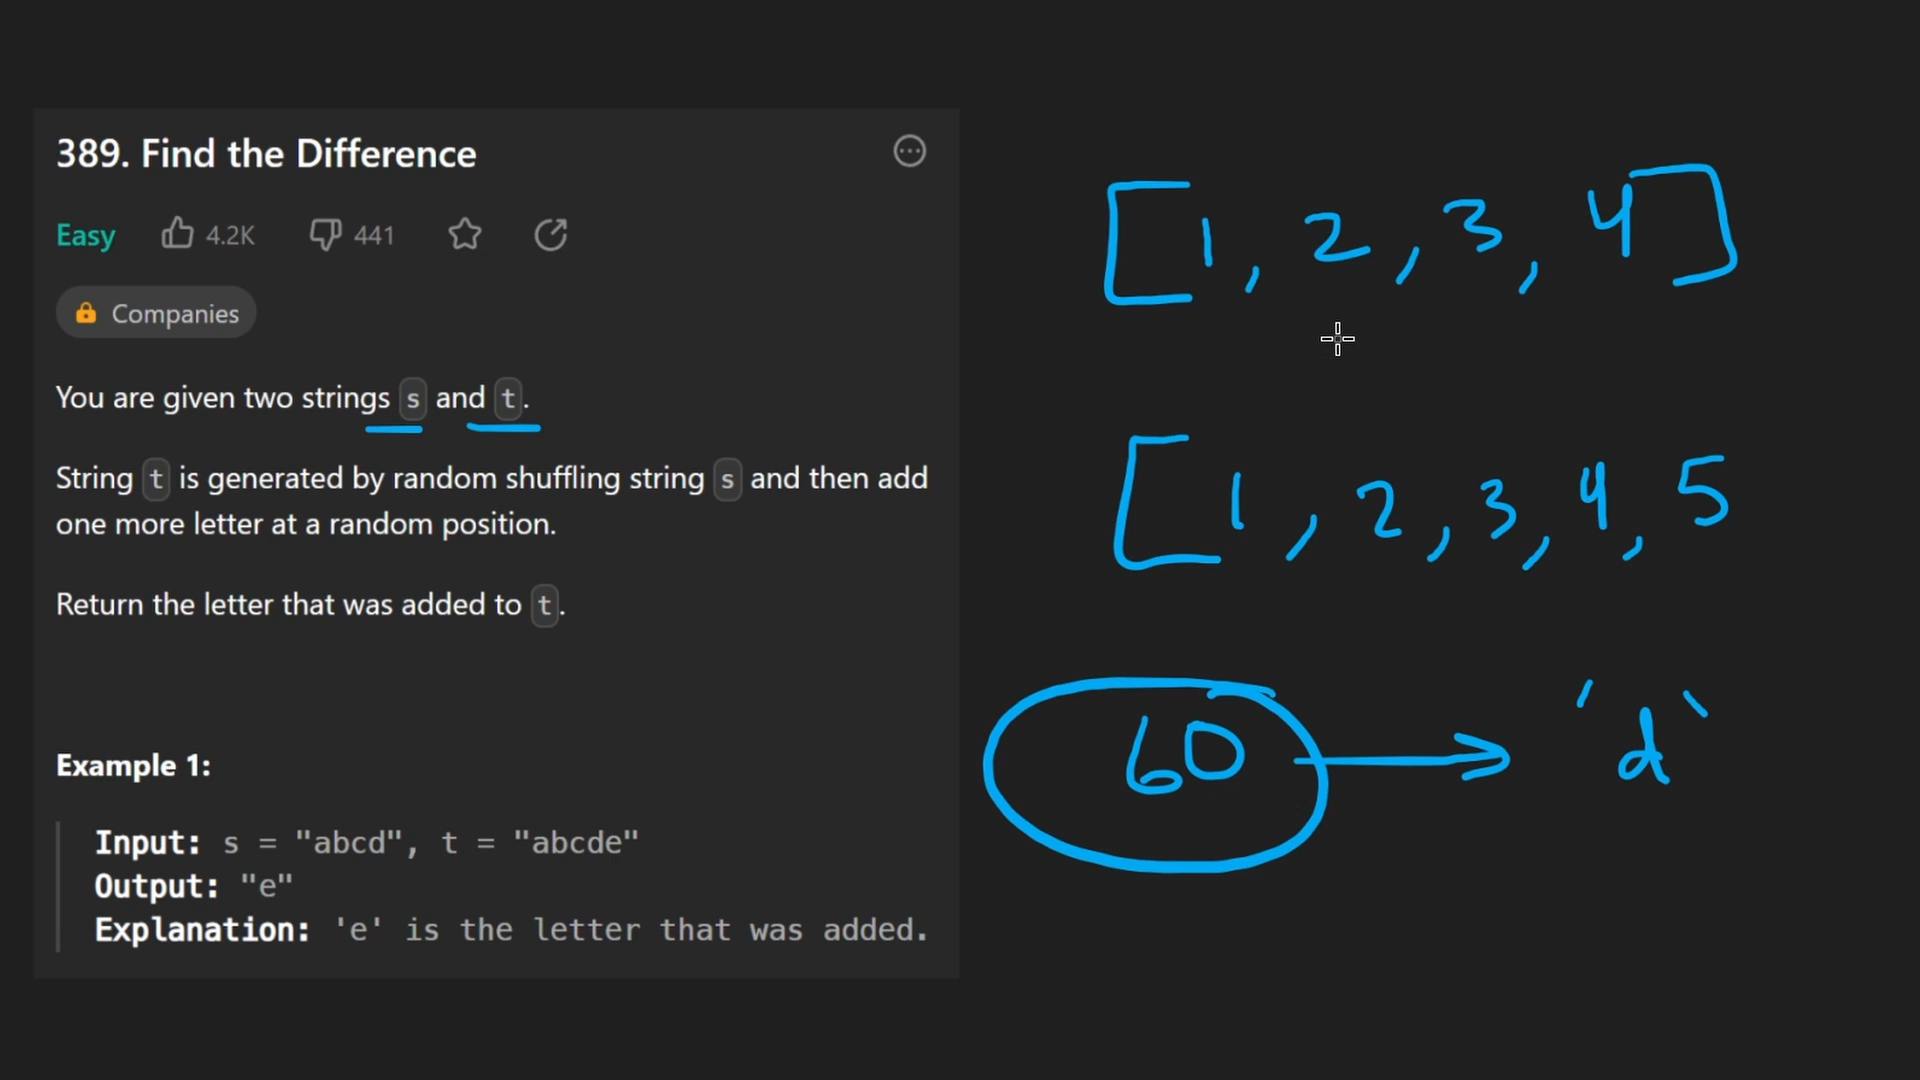 389. Find the Difference
Easy 4.2K 441
Companies
You are given two strings s and t.
String t is generated by random shuffling string s and then add
one more letter at a random position.
Return the letter that was added to t.
Example 1:
Input: s = "abcd", t = "abcde"
Output: "e"
Explanation: 'e' is the letter that was added.
[1, 2, 3, 4]
[1, 2, 3, 4, 5
60 → 'd'